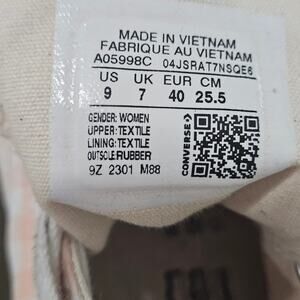 MADE IN VIETNAM
FABRIQUE AU VIETNAM
A05998C 04JSRAT7NSQE6
US UK EUR CM
9 7 40 25.5
GENDER: WOMEN
UPPER: TEXTILE
LINING: TEXTILE
OUTSOLE: RUBBER
9Z 2301 M88
CONVERSE